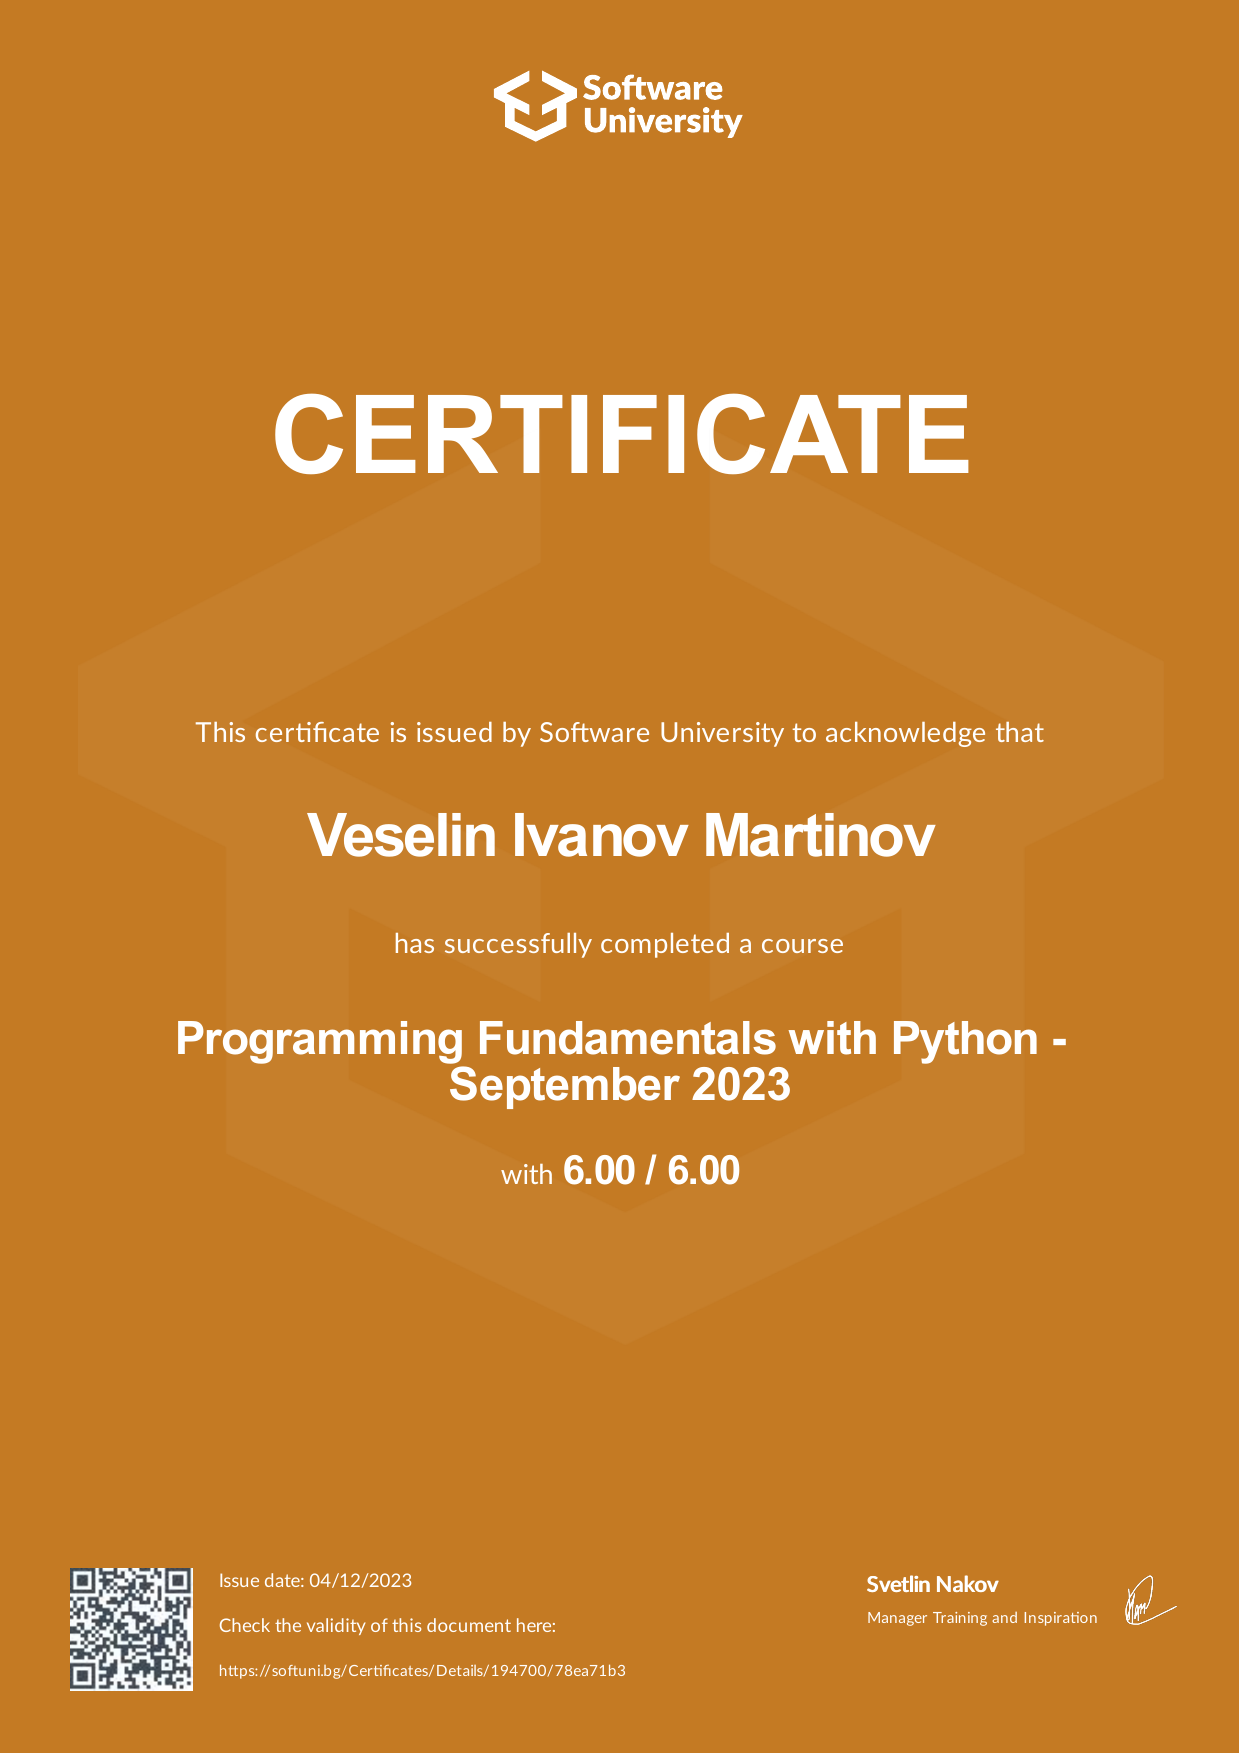 Software
University
CERTIFICATE
This certificate is issued by Software University to acknowledge that
Veselin Ivanov Martinov
has successfully completed a course
Programming Fundamentals with Python -
September 2023
with 6.00 / 6.00
Issue date: 04/12/2023
Check the validity of this document here:
https://softuni.bg/Certificates/Details/194700/78ea71b3
Svetlin Nakov
Manager Training and Inspiration